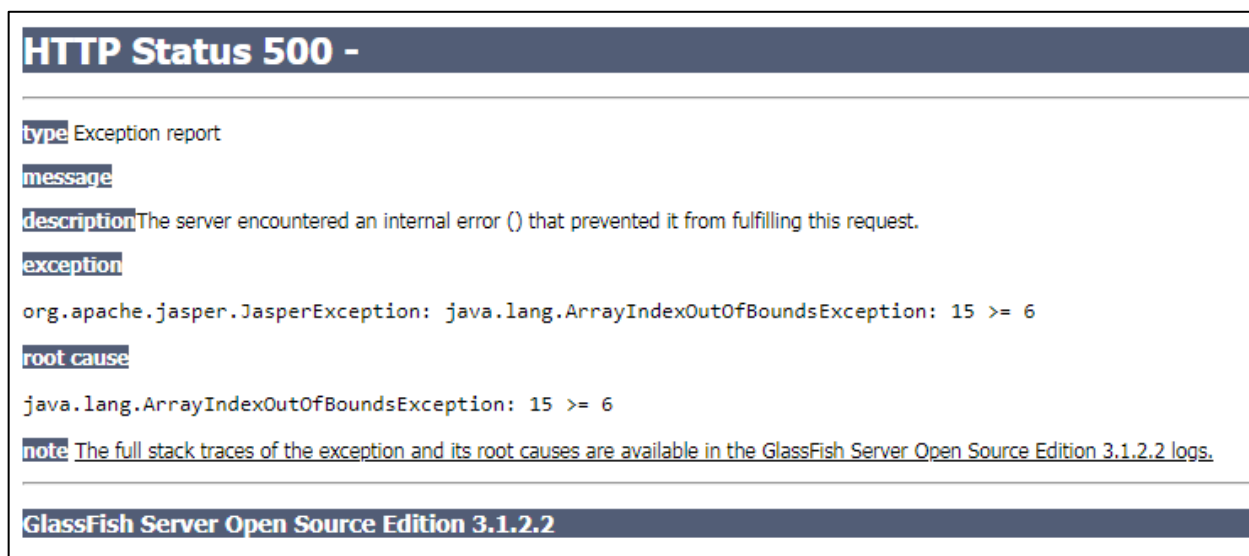 HTTP Status 500 -
type Exception report
message
descriptionThe server encountered an internal error () that prevented it from fulfilling this request.
exception
org.apache.jasper.JasperException: java.lang.ArrayIndexOutOfBoundsException: 15 >= 6
root cause
java.lang.ArrayIndexOutOfBoundsException: 15 >= 6
note The full stack traces of the exception and its root causes are available in the GlassFish Server Open Source Edition 3.1.2.2 logs.
GlassFish Server Open Source Edition 3.1.2.2